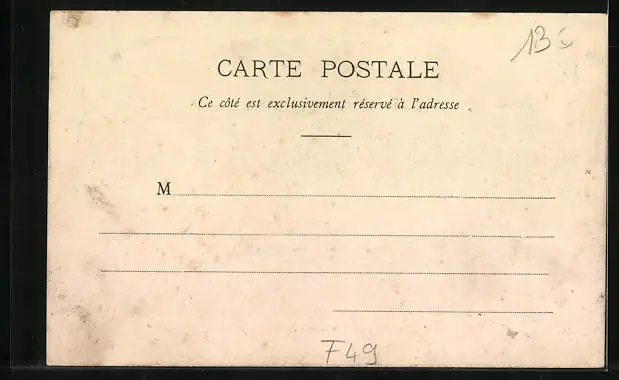 13
CARTE POSTALE
Ce côté est exclusivement réservé à l'adresse
M
F49